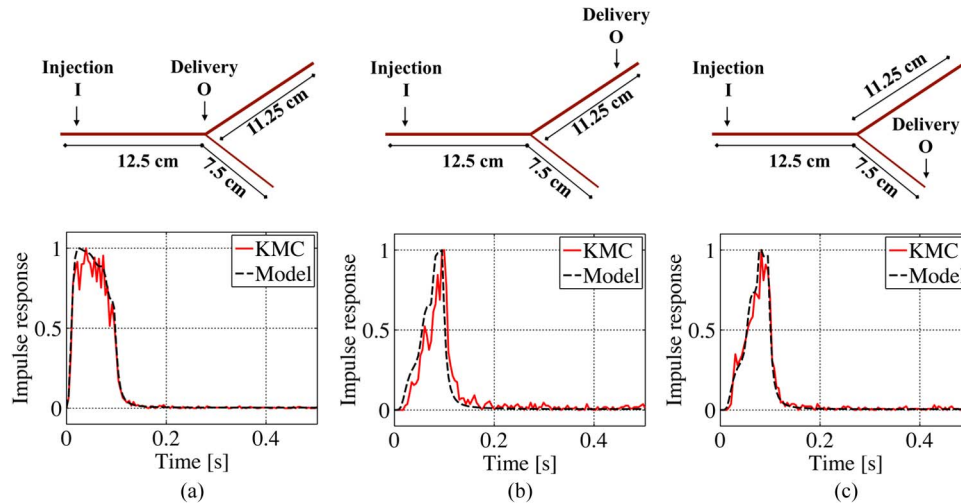 Injection
I
Delivery
O
11.25 cm
12.5 cm
7.5 cm
Injection
I
Delivery
O
11.25 cm
12.5 cm
7.5 cm
Injection
I
11.25 cm
Delivery
O
12.5 cm
7.5 cm
Impulse response
1
0.5
0
KMC
Model
0
0.2
0.4
Time [s]
(a)
Impulse response
1
0.5
0
KMC
Model
0
0.2
0.4
Time [s]
(b)
Impulse response
1
0.5
0
KMC
Model
0
0.2
0.4
Time [s]
(c)